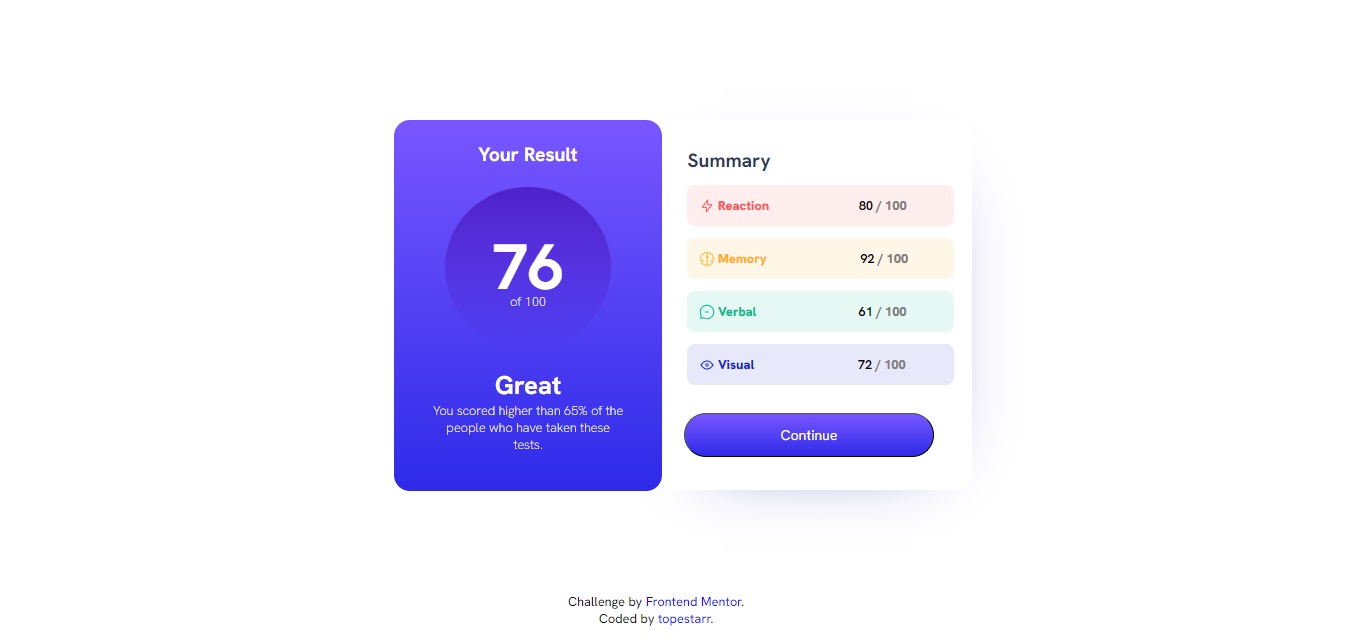 Your Result
76
of 100
Great
You scored higher than 65% of the
people who have taken these
tests.
Summary
Reaction 80 / 100
Memory 92 / 100
Verbal 61 / 100
Visual 72 / 100
Continue
Challenge by Frontend Mentor.
Coded by topestarr.